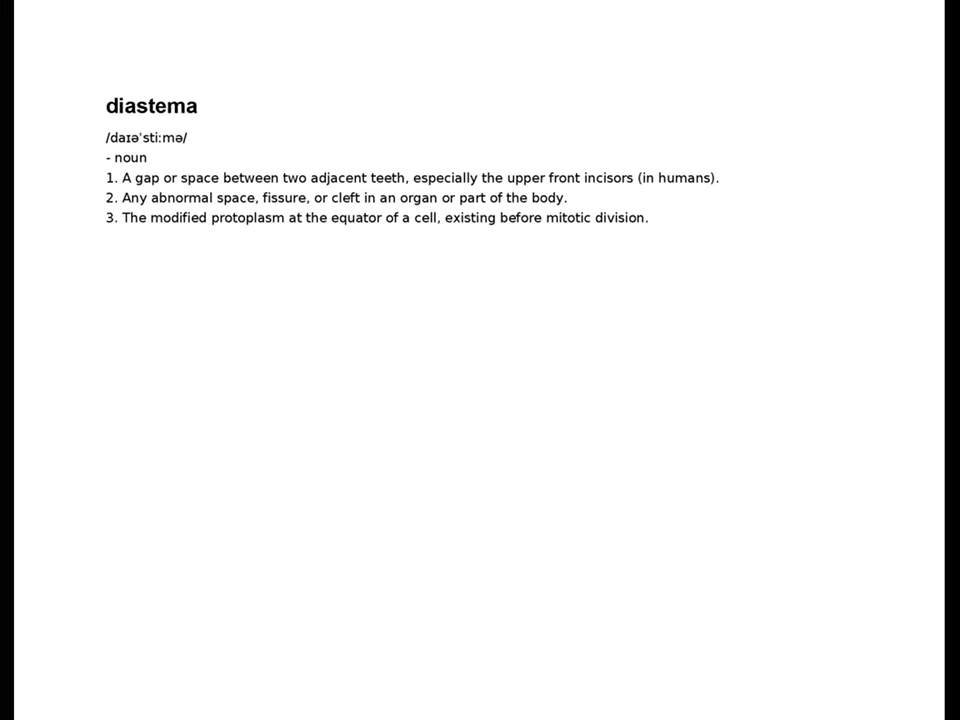 diastema
/daɪəˈstiːmə/
- noun
1. A gap or space between two adjacent teeth, especially the upper front incisors (in humans).
2. Any abnormal space, fissure, or cleft in an organ or part of the body.
3. The modified protoplasm at the equator of a cell, existing before mitotic division.